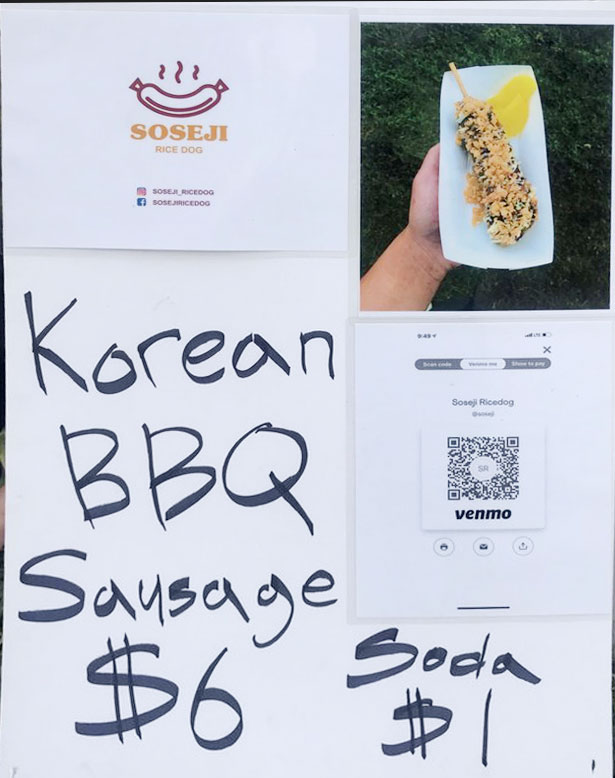 SOSEJI
RICE DOG
SOSEJI_RICEDOG
SOSEJIRICEDOG
Korean
BBQ
Sausage
$6
9:49
LTE
Scan code Venmo me Show to pay
Soseji Ricedog
@soseji
SR
venmo
Soda
$1